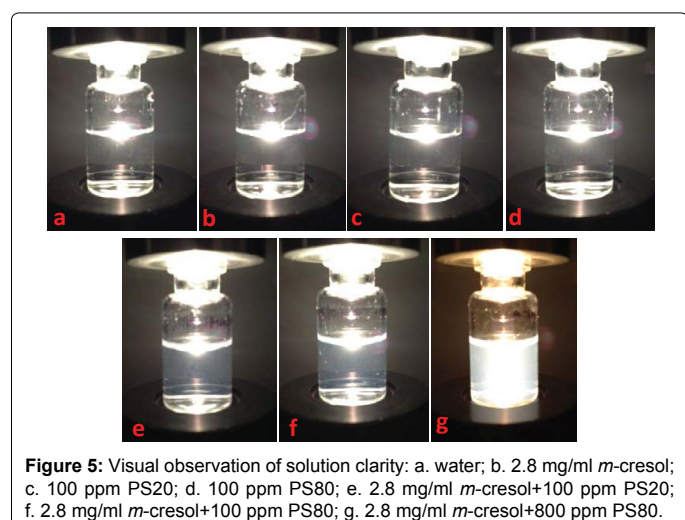 a
b
c
d
e
f
g
Figure 5: Visual observation of solution clarity: a. water; b. 2.8 mg/ml m-cresol;
c. 100 ppm PS20; d. 100 ppm PS80; e. 2.8 mg/ml m-cresol+100 ppm PS20;
f. 2.8 mg/ml m-cresol+100 ppm PS80; g. 2.8 mg/ml m-cresol+800 ppm PS80.